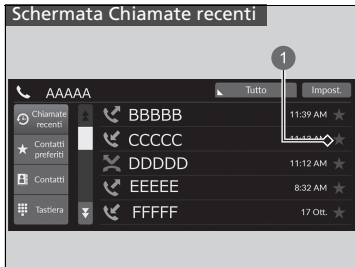 Schermata Chiamate recenti
1
AAAAA
Tutto
Impost.
Chiamate
recenti
BBBBB
11:39 AM
Contatti
preferiti
CCCCC
DDDDD
11:12 AM
Contatti
EEEEE
8:32 AM
Tastiera
FFFFF
17 Ott.